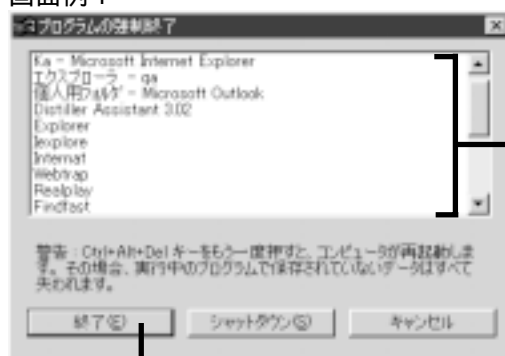 画面例1
プログラムの強制終了
Ka - Microsoft Internet Explorer
エクスプローラ - qa
個人用フォルダ - Microsoft Outlook
Distiller Assistant 3.02
Explorer
Iexplore
Internat
Webtrap
Realplay
Findfast
警告 : Ctrl+Alt+Del キーをもう一度押すと、コンピュータが再起動しま
す。その場合、実行中のプログラムで保存されていないデータはすべて
失われます。
終了(E)
シャットダウン(S)
キャンセル